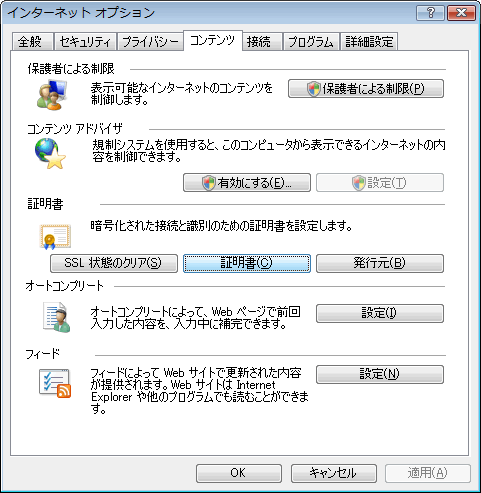 インターネット オプション
全般 セキュリティ プライバシー コンテンツ 接続 プログラム 詳細設定
保護者による制限
表示可能なインターネットのコンテンツを
制御します。
保護者による制限(P)
コンテンツ アドバイザ
規制システムを使用すると、このコンピュータから表示できるインターネットの内
容を制御できます。
有効にする(E)... 設定(T)
証明書
暗号化された接続と識別のための証明書を設定します。
SSL 状態のクリア(S) 証明書(C) 発行元(B)
オートコンプリート
オートコンプリートによって、Web ページで前回
入力した内容を、入力中に補完できます。
設定(I)
フィード
フィードによって Web サイトで更新された内容
が提供されます。Web サイトは Internet
Explorer や他のプログラムでも読むことができま
す。
設定(N)
OK キャンセル 適用(A)